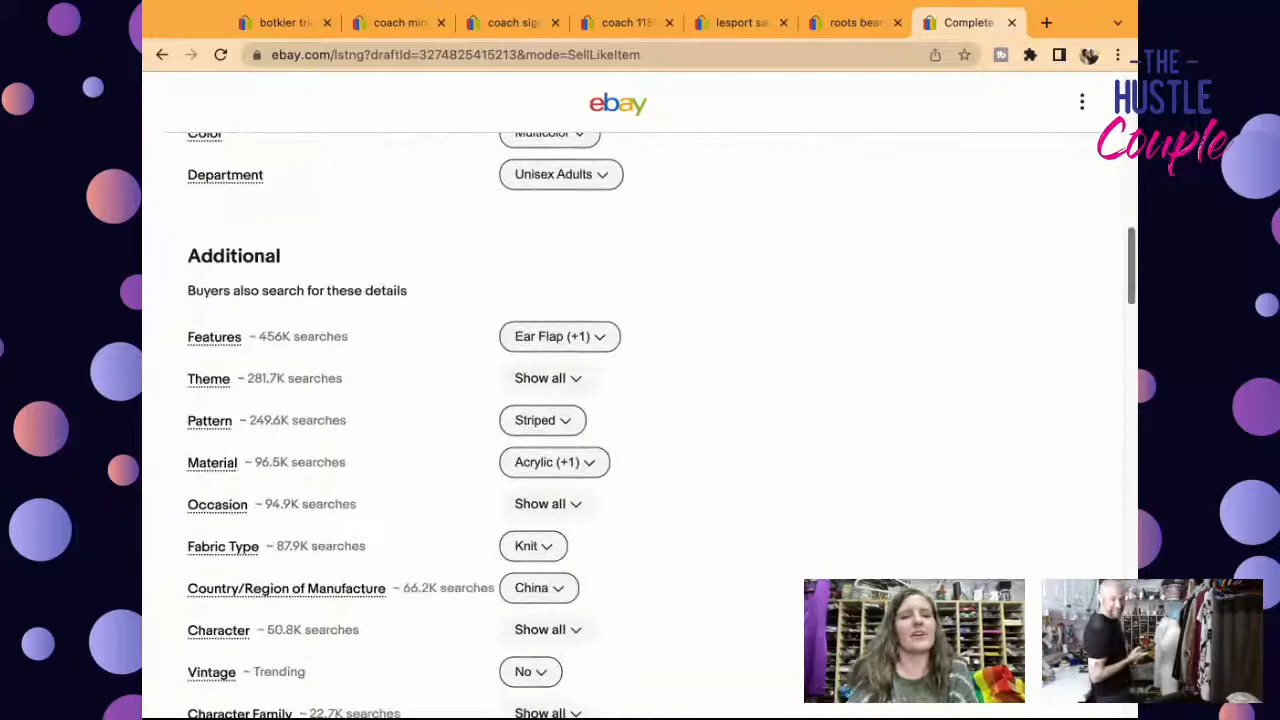 botkier tri
coach min
coach sig
coach 115
lesport sa
roots bean
Complete
ebay.com/lstng?draftId=3274825415213&mode=SellLikeItem
-THE-
HUSTLE
Couple
ebay
Color Multicolor
Department Unisex Adults
Additional
Buyers also search for these details
Features ~ 456K searches Ear Flap (+1)
Theme ~ 281.7K searches Show all
Pattern ~ 249.6K searches Striped
Material ~ 96.5K searches Acrylic (+1)
Occasion ~ 94.9K searches Show all
Fabric Type ~ 87.9K searches Knit
Country/Region of Manufacture ~ 66.2K searches China
Character ~ 50.8K searches Show all
Vintage ~ Trending No
Character Family ~ 22.7K searches Show all